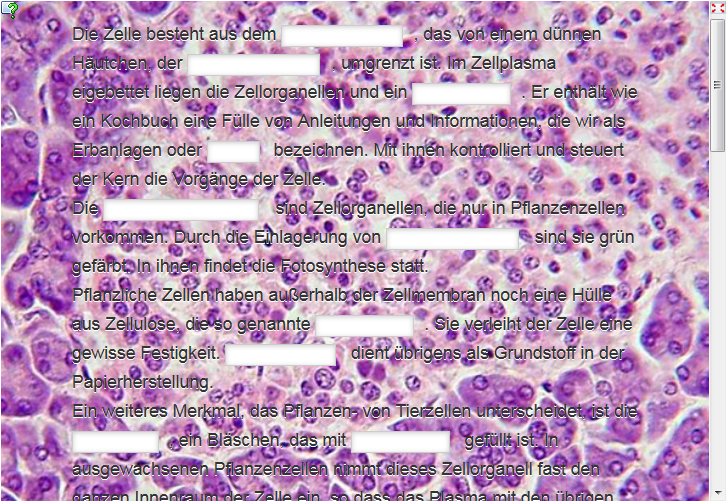 Die Zelle besteht aus dem , das von einem dünnen
Häutchen, der , umgrenzt ist. Im Zellplasma
eigebettet liegen die Zellorganellen und ein . Er enthält wie
ein Kochbuch eine Fülle von Anleitungen und Informationen, die wir als
Erbanlagen oder bezeichnen. Mit ihnen kontrolliert und steuert
der Kern die Vorgänge der Zelle.
Die sind Zellorganellen, die nur in Pflanzenzellen
vorkommen. Durch die Einlagerung von sind sie grün
gefärbt. In ihnen findet die Fotosynthese statt.
Pflanzliche Zellen haben außerhalb der Zellmembran noch eine Hülle
aus Zellulose, die so genannte . Sie verleiht der Zelle eine
gewisse Festigkeit. dient übrigens als Grundstoff in der
Papierherstellung.
Ein weiteres Merkmal, das Pflanzen- von Tierzellen unterscheidet, ist die
, ein Bläschen, das mit gefüllt ist. In
ausgewachsenen Pflanzenzellen nimmt dieses Zellorganell fast den
ganzen Innenraum der Zelle ein, so dass das Plasma mit den übrigen